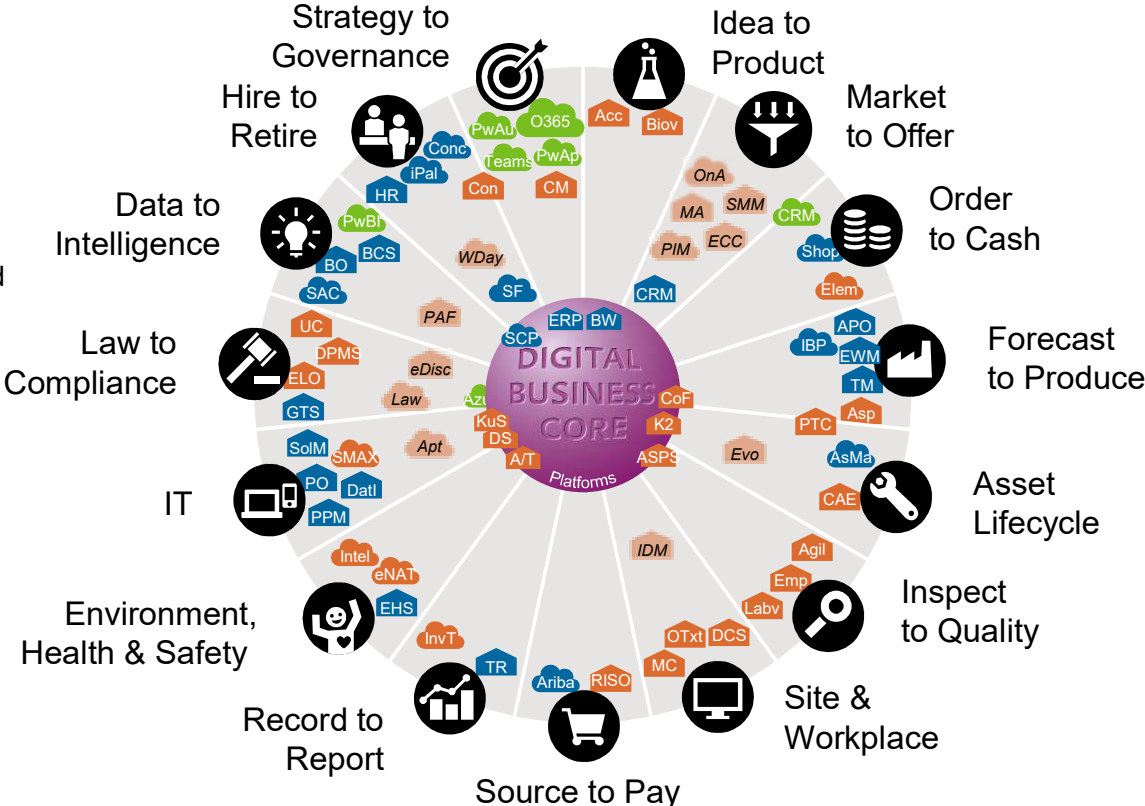 Strategy to
Governance
Idea to
Product
Hire to
Retire
Market
to Offer
Data to
Intelligence
Order
to Cash
d
Law to
Compliance
Forecast
to Produce
IT
Asset
Lifecycle
Environment,
Health & Safety
Inspect
to Quality
Record to
Report
Site &
Workplace
Source to Pay
PwAu
O365
Teams
PwAp
Con
CM
Acc
Biov
Conc
iPal
HR
WDay
SF
OnA
MA
SMM
PIM
ECC
CRM
CRM
Shop
Elem
PwBI
BO
BCS
SAC
PAF
UC
DPMS
ELO
GTS
eDisc
Law
APO
IBP
EWM
TM
Asp
PTC
SolM
SMAX
PO
DatI
PPM
Apt
Evo
AsMa
CAE
Intel
eNAT
EHS
Agil
Emp
Labv
InvT
TR
Ariba
RISO
IDM
OTxt
DCS
MC
ERP
BW
SCP
DIGITAL
BUSINESS
CORE
Azu
KuS
DS
A/T
CoF
K2
ASPS
Platforms